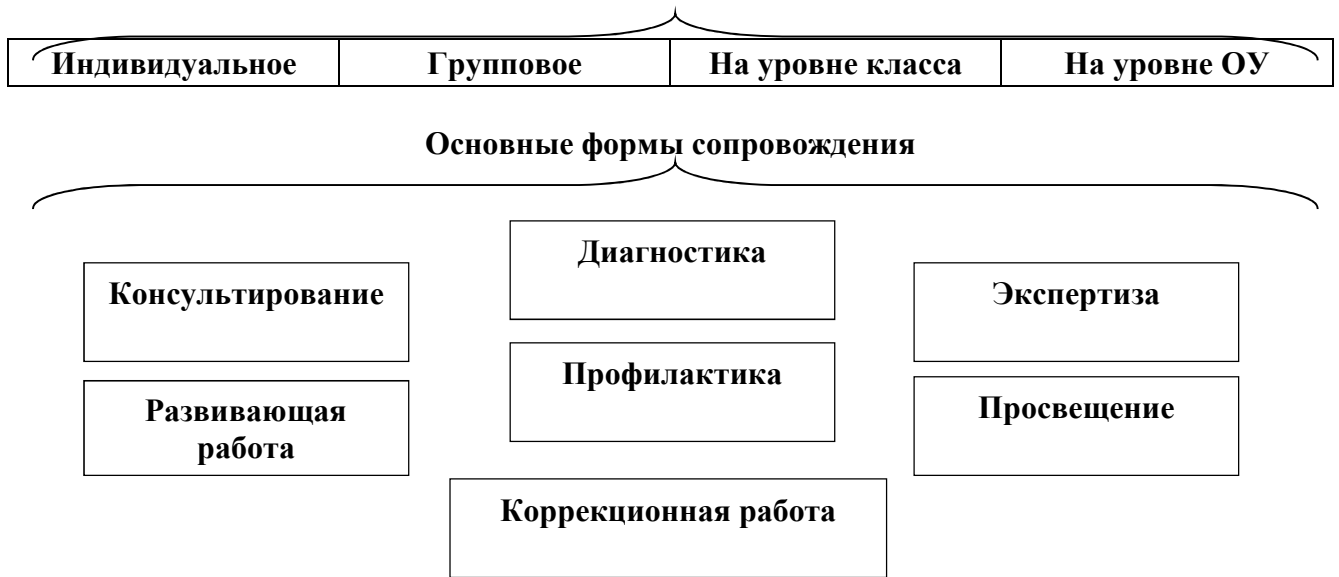 Индивидуальное Групповое На уровне класса На уровне ОУ
Основные формы сопровождения
Диагностика
Консультирование
Экспертиза
Профилактика
Развивающая
работа
Просвещение
Коррекционная работа